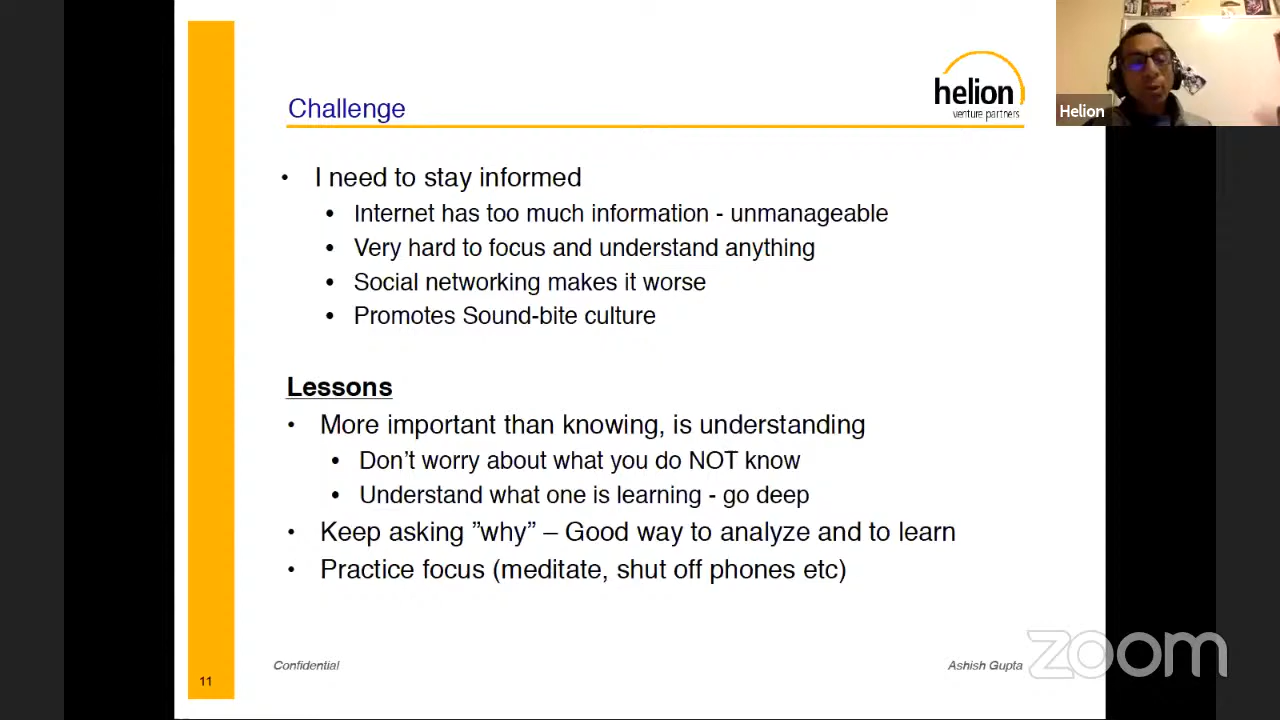 helion
venture partners
Helion
Challenge
• I need to stay informed
• Internet has too much information - unmanageable
• Very hard to focus and understand anything
• Social networking makes it worse
• Promotes Sound-bite culture
Lessons
• More important than knowing, is understanding
• Don’t worry about what you do NOT know
• Understand what one is learning - go deep
• Keep asking ”why” – Good way to analyze and to learn
• Practice focus (meditate, shut off phones etc)
Confidential
Ashish Gupta
zoom
11